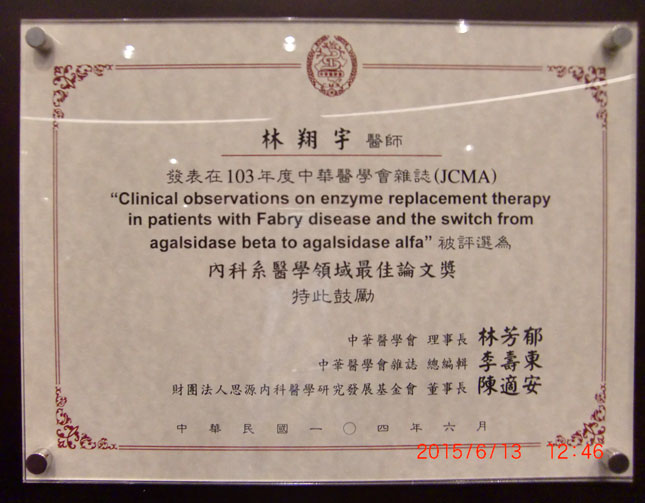 林翔宇 醫師
發表在103年度中華醫學會雜誌(JCMA)
“Clinical observations on enzyme replacement therapy
in patients with Fabry disease and the switch from
agalsidase beta to agalsidase alfa” 被評選為
內科系醫學領域最佳論文獎
特此鼓勵
中華醫學會 理事長 林芳郁
中華醫學會雜誌 總編輯 李壽東
財團法人思源內科醫學研究發展基金會 董事長 陳適安
中華民國一〇四年六月
2015/6/13 12:46